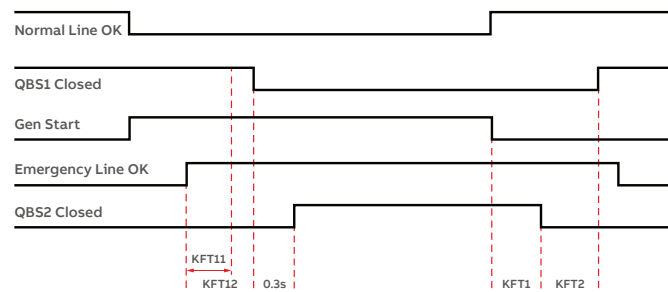 Normal Line OK
QBS1 Closed
Gen Start
Emergency Line OK
QBS2 Closed
KFT11
KFT12
0.3s
KFT1
KFT2